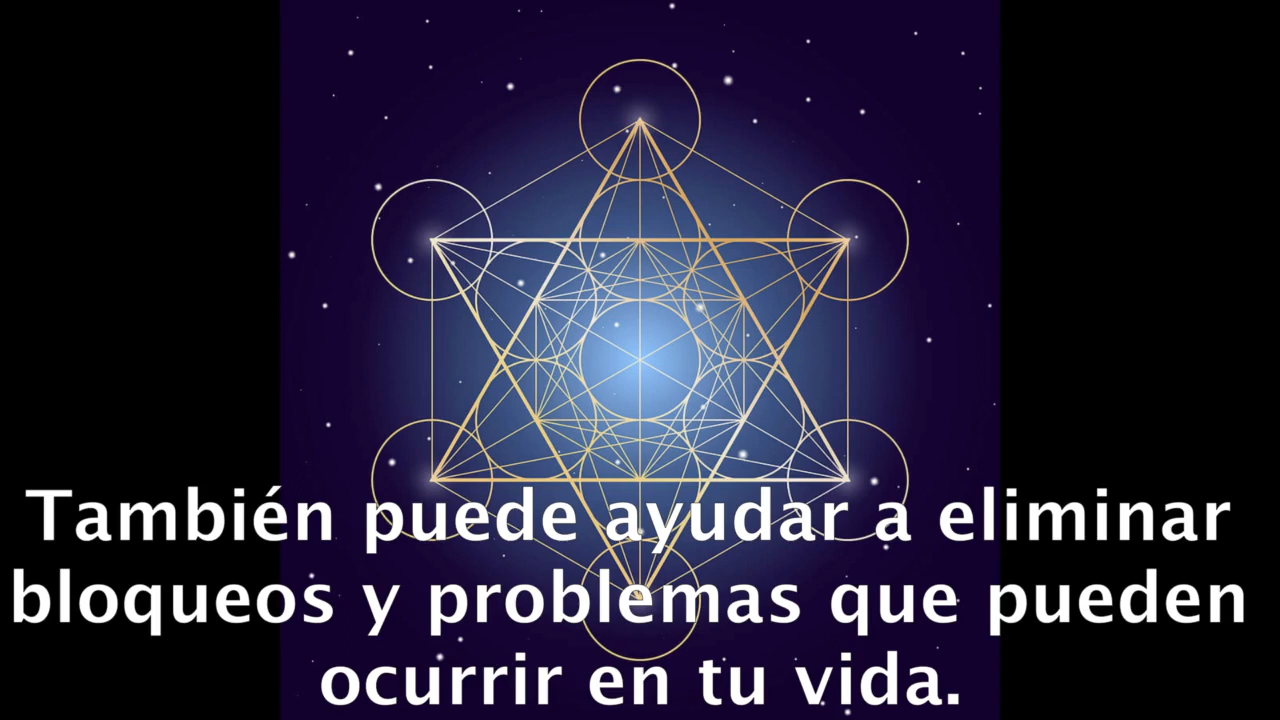 También puede ayudar a eliminar
bloqueos y problemas que pueden
ocurrir en tu vida.